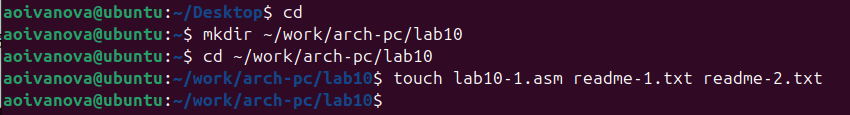 aoivanova@ubuntu:~/Desktop$ cd
aoivanova@ubuntu:~$ mkdir ~/work/arch-pc/lab10
aoivanova@ubuntu:~$ cd ~/work/arch-pc/lab10
aoivanova@ubuntu:~/work/arch-pc/lab10$ touch lab10-1.asm readme-1.txt readme-2.txt
aoivanova@ubuntu:~/work/arch-pc/lab10$